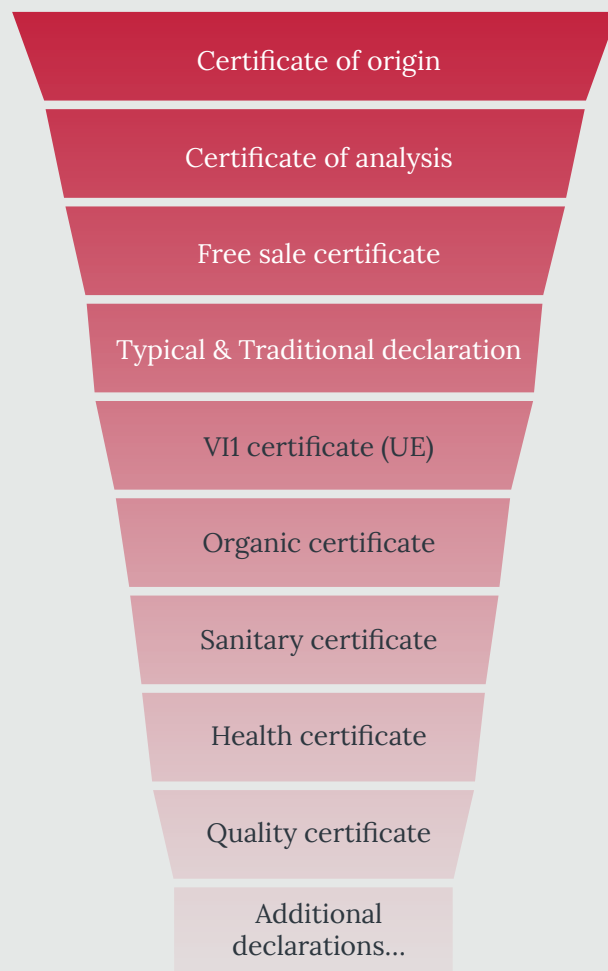 Certificate of origin
Certificate of analysis
Free sale certificate
Typical & Traditional declaration
VI1 certificate (UE)
Organic certificate
Sanitary certificate
Health certificate
Quality certificate
Additional
declarations...